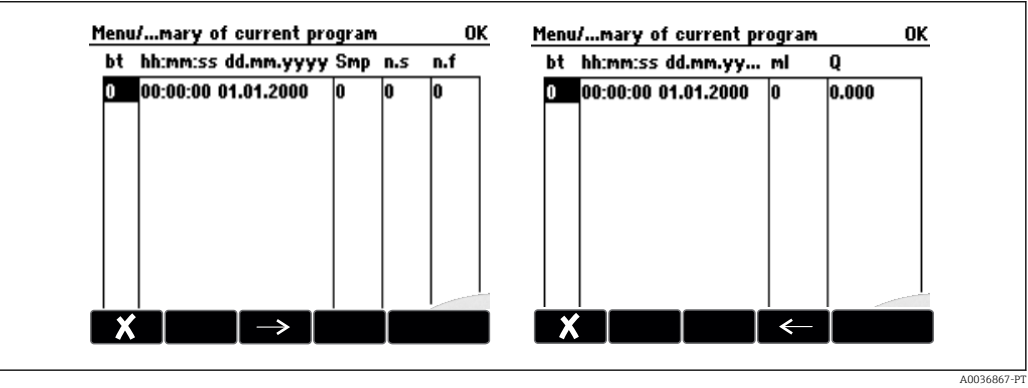 Menu/...mary of current program OK
bt hh:mm:ss dd.mm.yyyy Smp n.s n.f
0 00:00:00 01.01.2000 0 0 0
X →
Menu/...mary of current program OK
bt hh:mm:ss dd.mm.yy... ml Q
0 00:00:00 01.01.2000 0 0.000
X ←
A0036867-PT